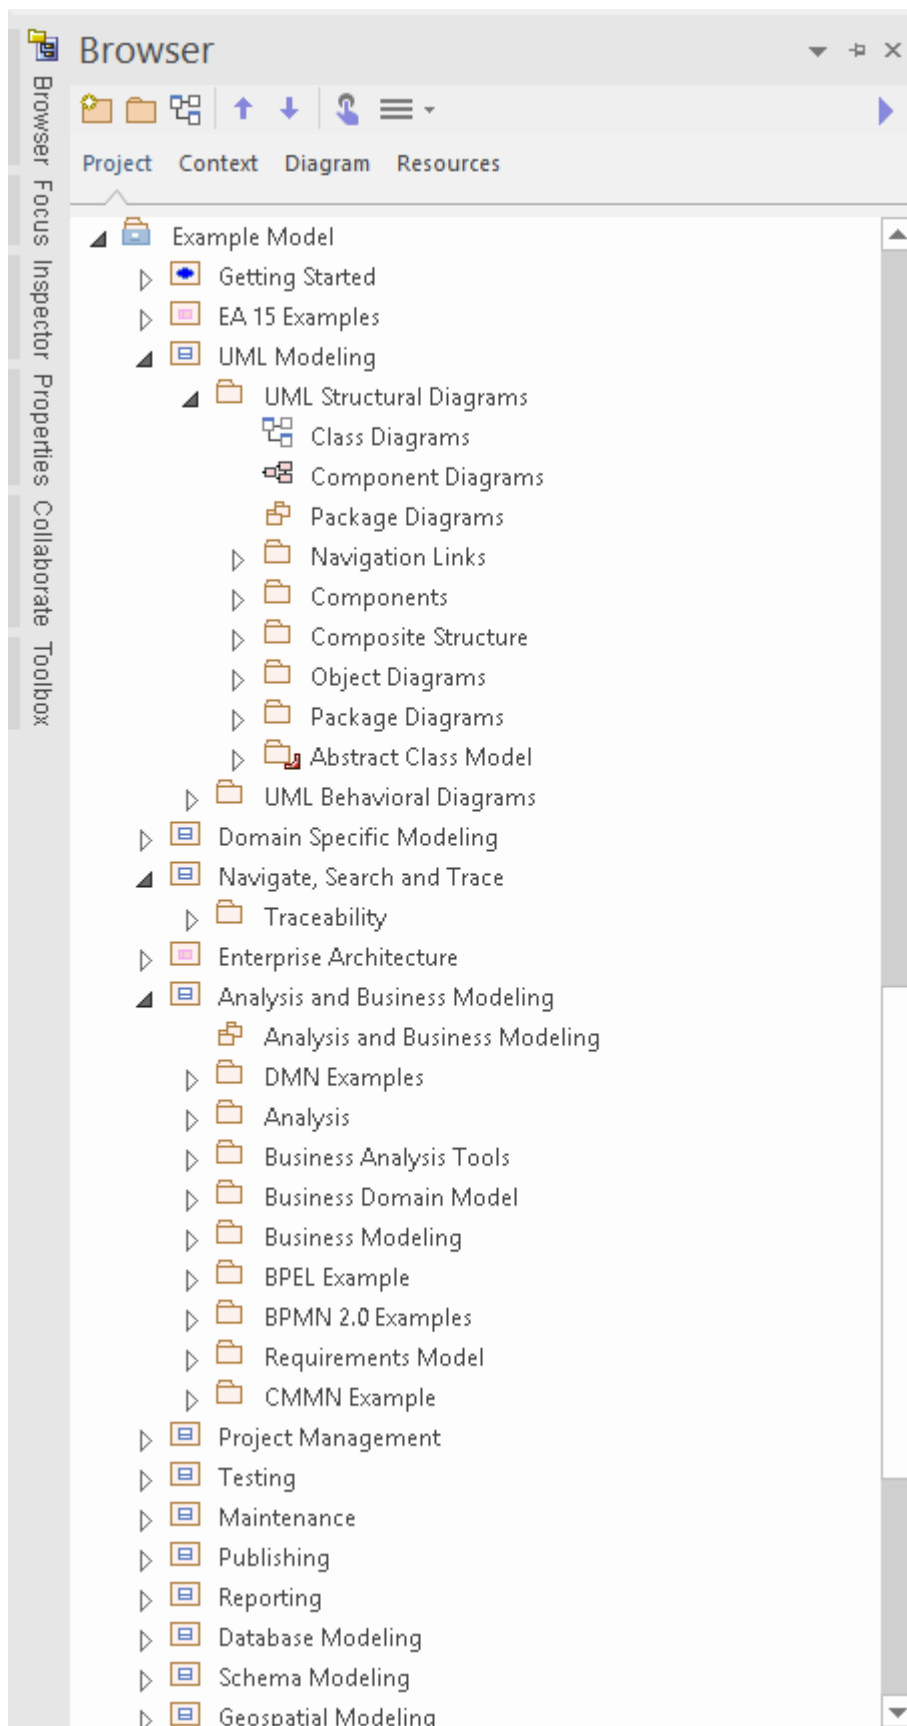 Browser
Project Context Diagram Resources
Browser
Focus
Inspector
Properties
Collaborate
Toolbox
Example Model
Getting Started
EA 15 Examples
UML Modeling
UML Structural Diagrams
Class Diagrams
Component Diagrams
Package Diagrams
Navigation Links
Components
Composite Structure
Object Diagrams
Package Diagrams
Abstract Class Model
UML Behavioral Diagrams
Domain Specific Modeling
Navigate, Search and Trace
Traceability
Enterprise Architecture
Analysis and Business Modeling
Analysis and Business Modeling
DMN Examples
Analysis
Business Analysis Tools
Business Domain Model
Business Modeling
BPEL Example
BPMN 2.0 Examples
Requirements Model
CMMN Example
Project Management
Testing
Maintenance
Publishing
Reporting
Database Modeling
Schema Modeling
Geospatial Modeling